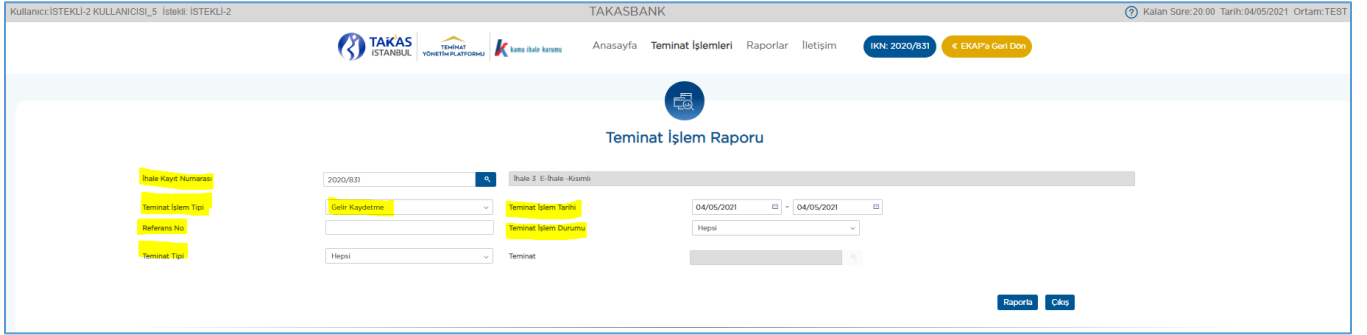 Kullanıcı:İSTEKLİ-2 KULLANICISI_5 İstekli: İSTEKLİ-2 TAKASBANK ? Kalan Süre:20:00 Tarih:04/05/2021 Ortam:TEST
TAKAS İSTANBUL TEMİNAT YÖNETİM PLATFORMU kamu ihale kurumu Anasayfa Teminat İşlemleri Raporlar İletişim IKN: 2020/831 « EKAP'a Geri Dön
Teminat İşlem Raporu
İhale Kayıt Numarası 2020/831 İhale 3 E-İhale -Kısımlı
Teminat İşlem Tipi Gelir Kaydetme Teminat İşlem Tarihi 04/05/2021 - 04/05/2021
Referans No Teminat İşlem Durumu Hepsi
Teminat Tipi Hepsi Teminat
Raporla Çıkış